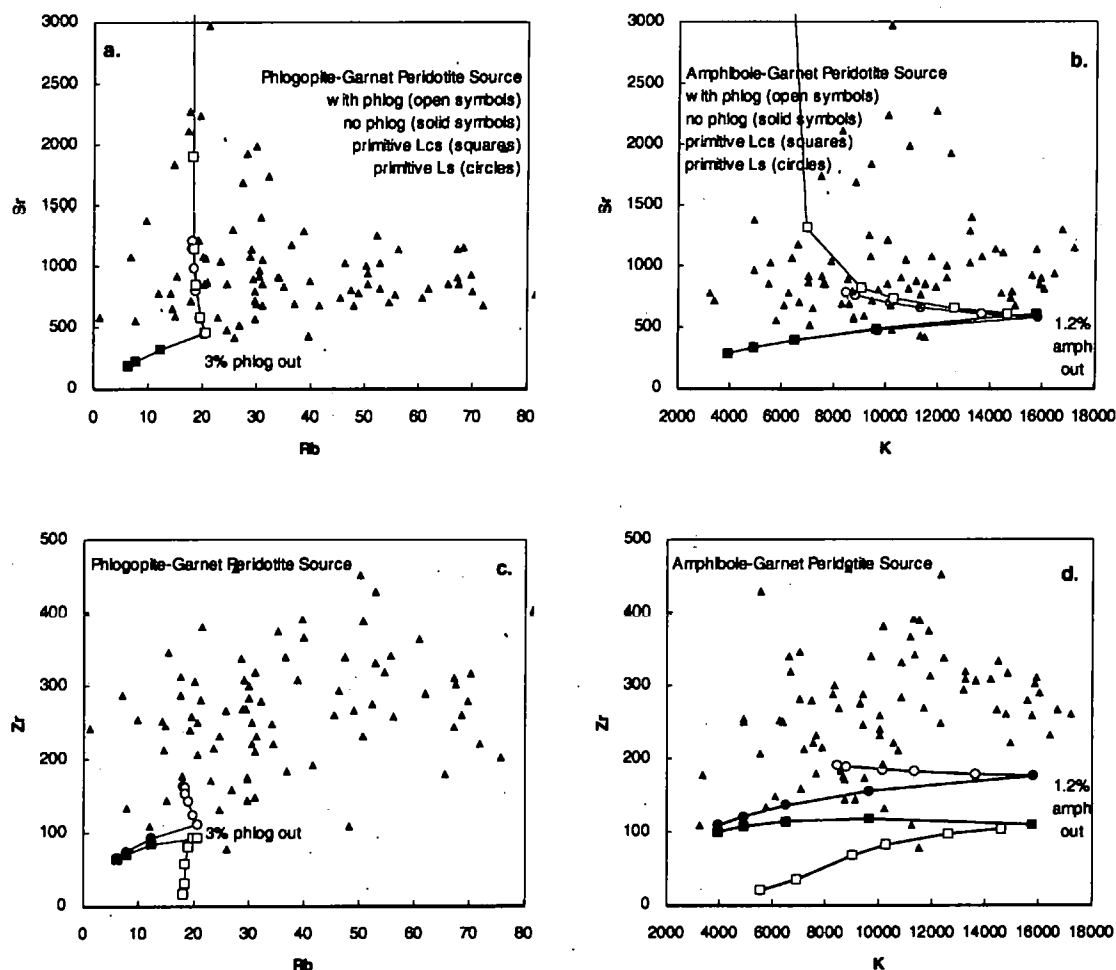 a.
3000
2500
2000
1500
1000
500
0
Sr
Phlogopite-Garnet Peridotite Source
with phlog (open symbols)
no phlog (solid symbols)
primitive Lcs (squares)
primitive Ls (circles)
3% phlog out
0 10 20 30 40 50 60 70 80
Rb
b.
3000
2500
2000
1500
1000
500
0
Sr
Amphibole-Garnet Peridotite Source
with phlog (open symbols)
no phlog (solid symbols)
primitive Lcs (squares)
primitive Ls (circles)
1.2%
amph
out
2000 4000 6000 8000 10000 12000 14000 16000 18000
K
500
400
300
200
100
0
Zr
Phlogopite-Garnet Peridotite Source
c.
3% phlog out
0 10 20 30 40 50 60 70 80
Rb
500
400
300
200
100
0
Zr
Amphibole-Garnet Peridotite Source
d.
1.2%
amph
out
2000 4000 6000 8000 10000 12000 14000 16000 18000
K